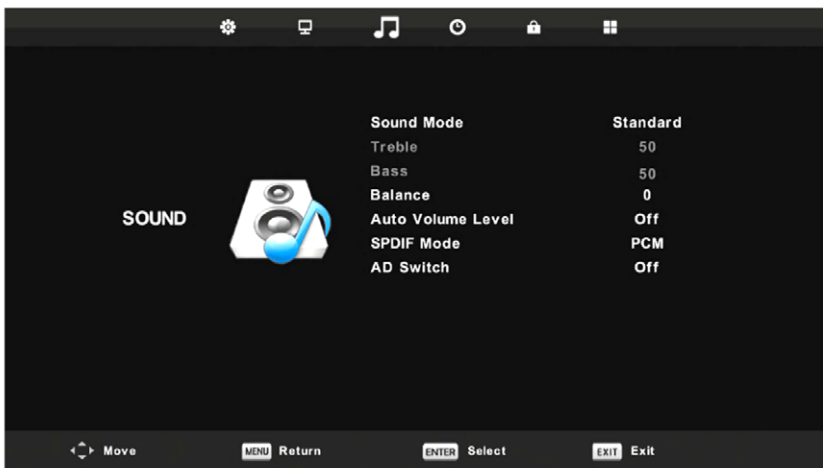 Sound Mode Standard
Treble 50
Bass 50
Balance 0
SOUND
Auto Volume Level Off
SPDIF Mode PCM
AD Switch Off
Move MENU Return ENTER Select EXIT Exit